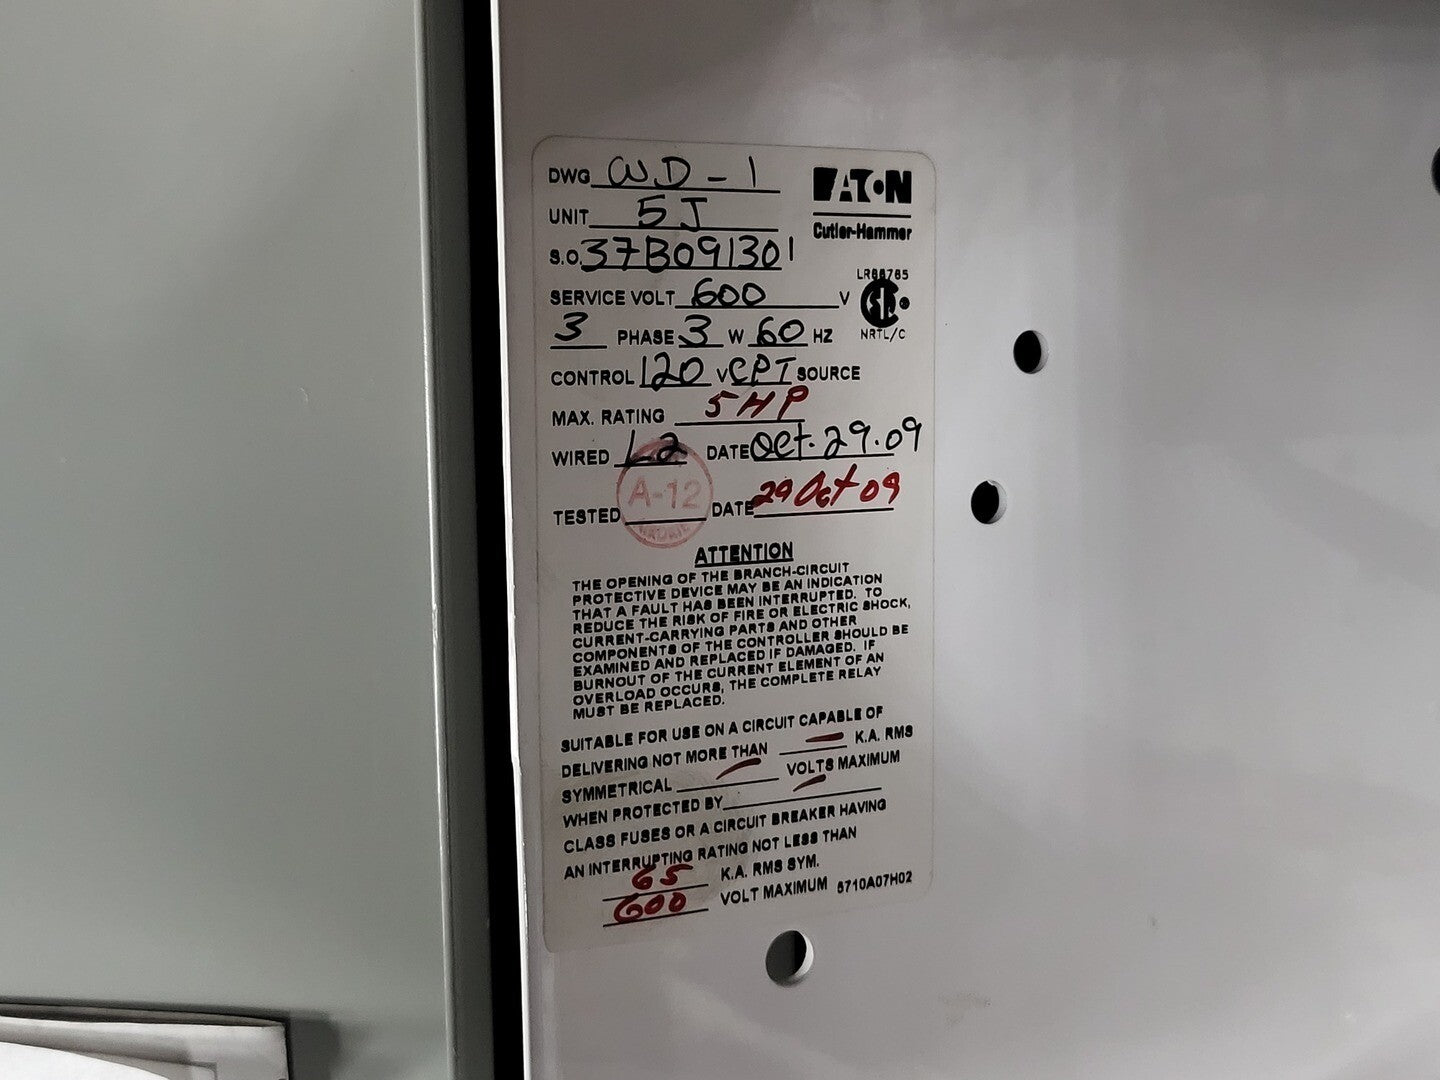 DWG WD-1
EATON
UNIT 5J
Cutler-Hammer
S.O. 37B091301
LR68765
SERVICE VOLT 600 V
NRTL/C
3 PHASE 3 W 60 HZ
CONTROL 120 V CPT SOURCE
MAX. RATING 5HP
WIRED L2 DATE Oct. 29.09
A-12
TESTED DATE 29 Oct 09
ATTENTION
THE OPENING OF THE BRANCH-CIRCUIT
PROTECTIVE DEVICE MAY BE AN INDICATION
THAT A FAULT HAS BEEN INTERRUPTED. TO
REDUCE THE RISK OF FIRE OR ELECTRIC SHOCK,
CURRENT-CARRYING PARTS AND OTHER
COMPONENTS OF THE CONTROLLER SHOULD BE
EXAMINED AND REPLACED IF DAMAGED. IF
BURNOUT OF THE CURRENT ELEMENT OF AN
OVERLOAD OCCURS, THE COMPLETE RELAY
MUST BE REPLACED.
SUITABLE FOR USE ON A CIRCUIT CAPABLE OF
DELIVERING NOT MORE THAN — K.A. RMS
SYMMETRICAL — VOLTS MAXIMUM
WHEN PROTECTED BY —
CLASS FUSES OR A CIRCUIT BREAKER HAVING
AN INTERRUPTING RATING NOT LESS THAN
65 K.A. RMS SYM.
600 VOLT MAXIMUM 5710A07H02